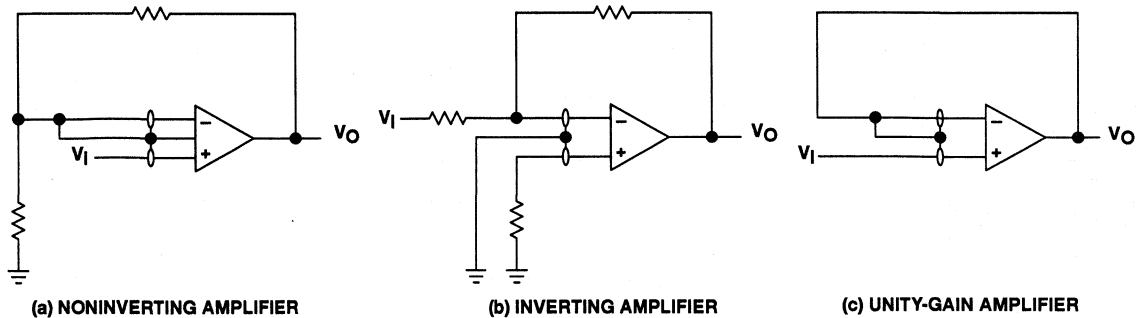 −
+
VI
VO
(a) NONINVERTING AMPLIFIER
VI
−
+
VO
(b) INVERTING AMPLIFIER
−
+
VI
VO
(c) UNITY-GAIN AMPLIFIER